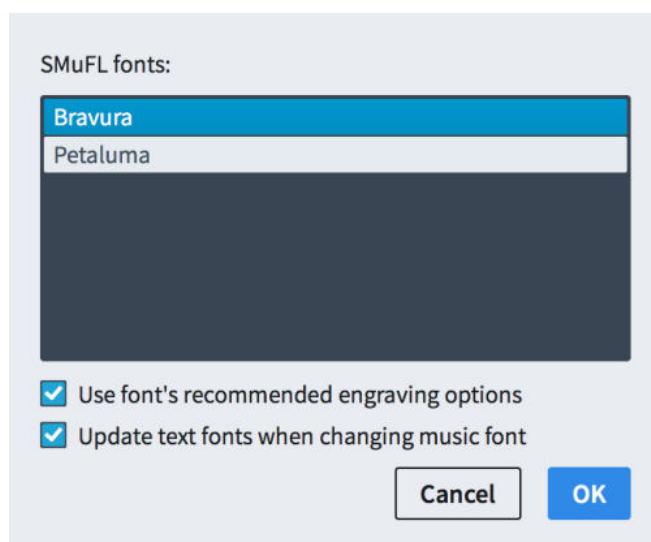 SMuFL fonts:
Bravura
Petaluma
Use font's recommended engraving options
Update text fonts when changing music font
Cancel OK